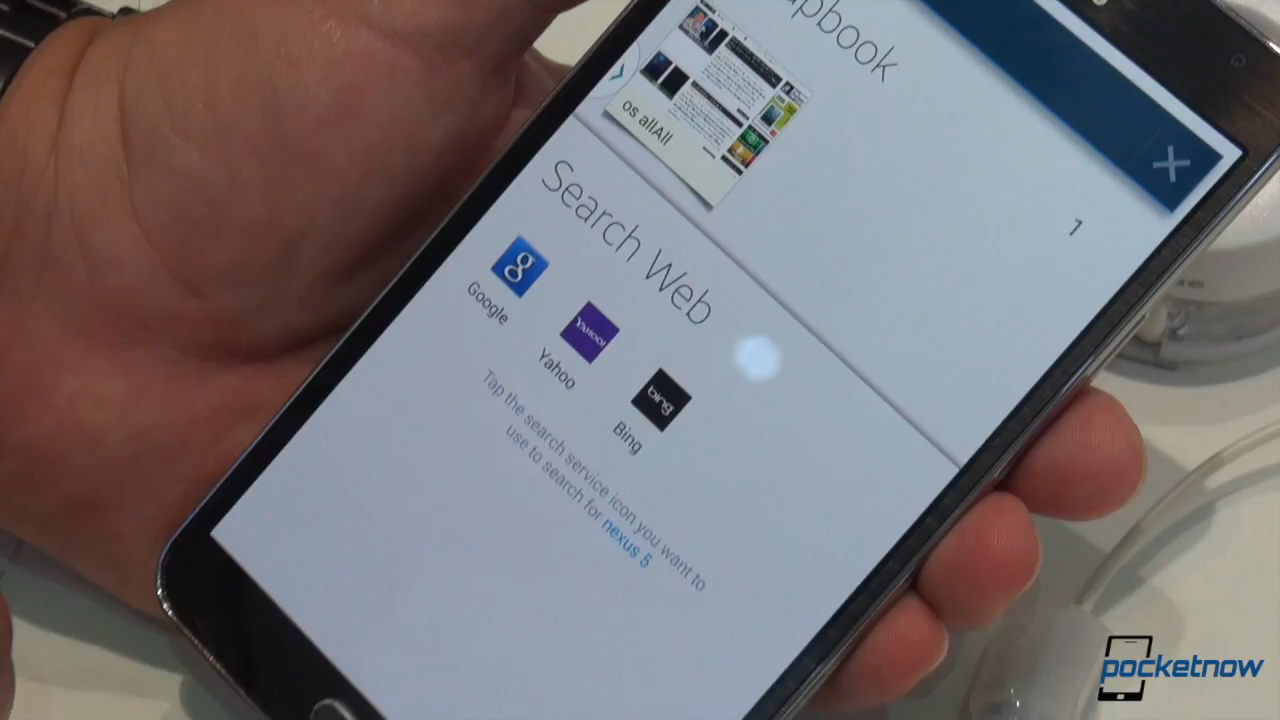 apbook
os allAll
1
Search Web
g
Google
YAHOO!
Yahoo
bing
Bing
Tap the search service icon you want to
use to search for nexus 5
pocketnow